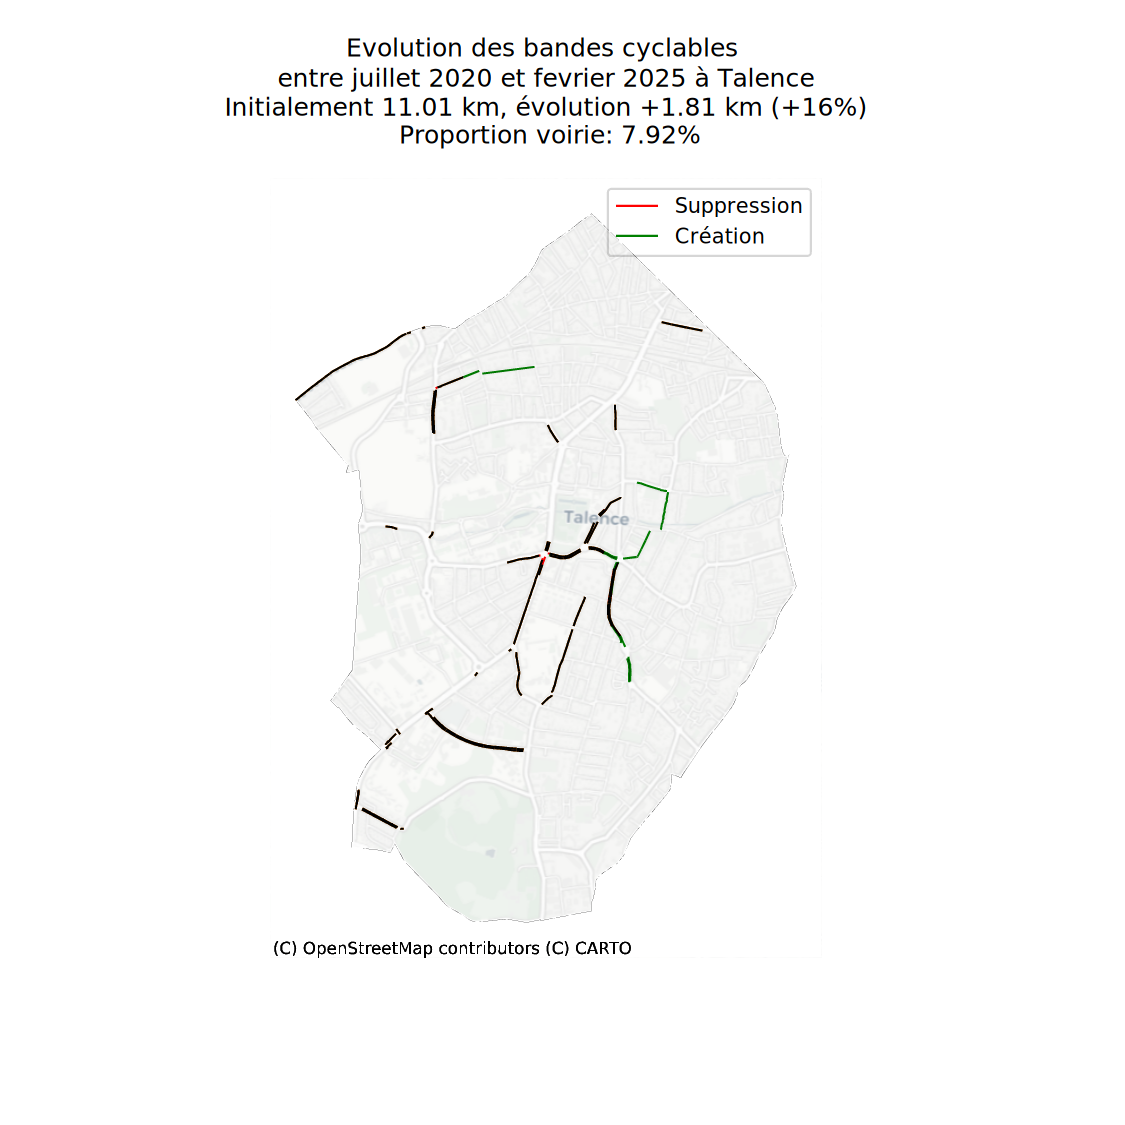 Evolution des bandes cyclables
entre juillet 2020 et fevrier 2025 à Talence
Initialement 11.01 km, évolution +1.81 km (+16%)
Proportion voirie: 7.92%
Suppression
Création
Talence
(C) OpenStreetMap contributors (C) CARTO